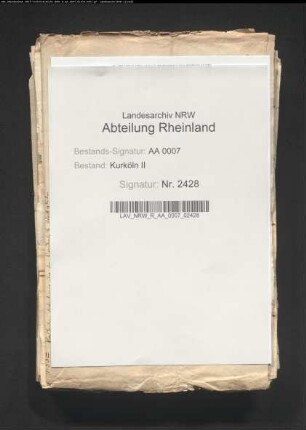 Landesarchiv NRW
Abteilung Rheinland
Bestands-Signatur: AA 0007
Bestand: Kurköln II
Signatur: Nr. 2428
LAV_NRW_R_AA_0007_02428